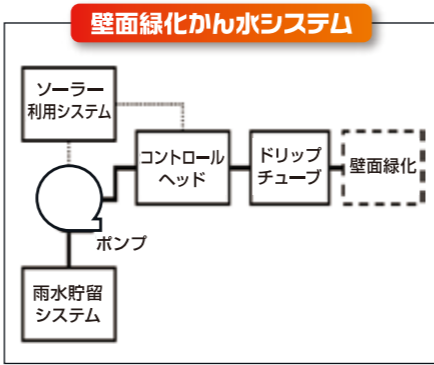 壁面緑化かん水システム
ソーラー
利用システム
コントロール
ヘッド
ドリップ
チューブ
壁面緑化
ポンプ
雨水貯留
システム